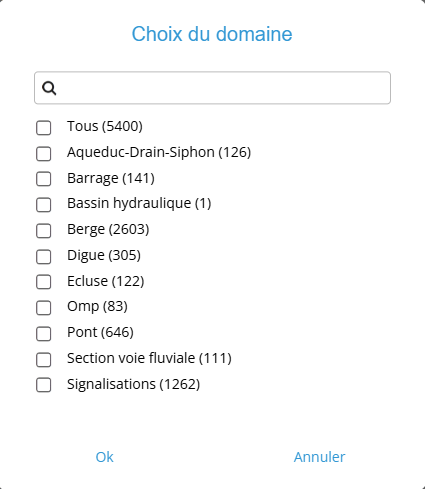 Choix du domaine
Tous (5400)
Aqueduc-Drain-Siphon (126)
Barrage (141)
Bassin hydraulique (1)
Berge (2603)
Digue (305)
Ecluse (122)
Omp (83)
Pont (646)
Section voie fluviale (111)
Signalisations (1262)
Ok Annuler